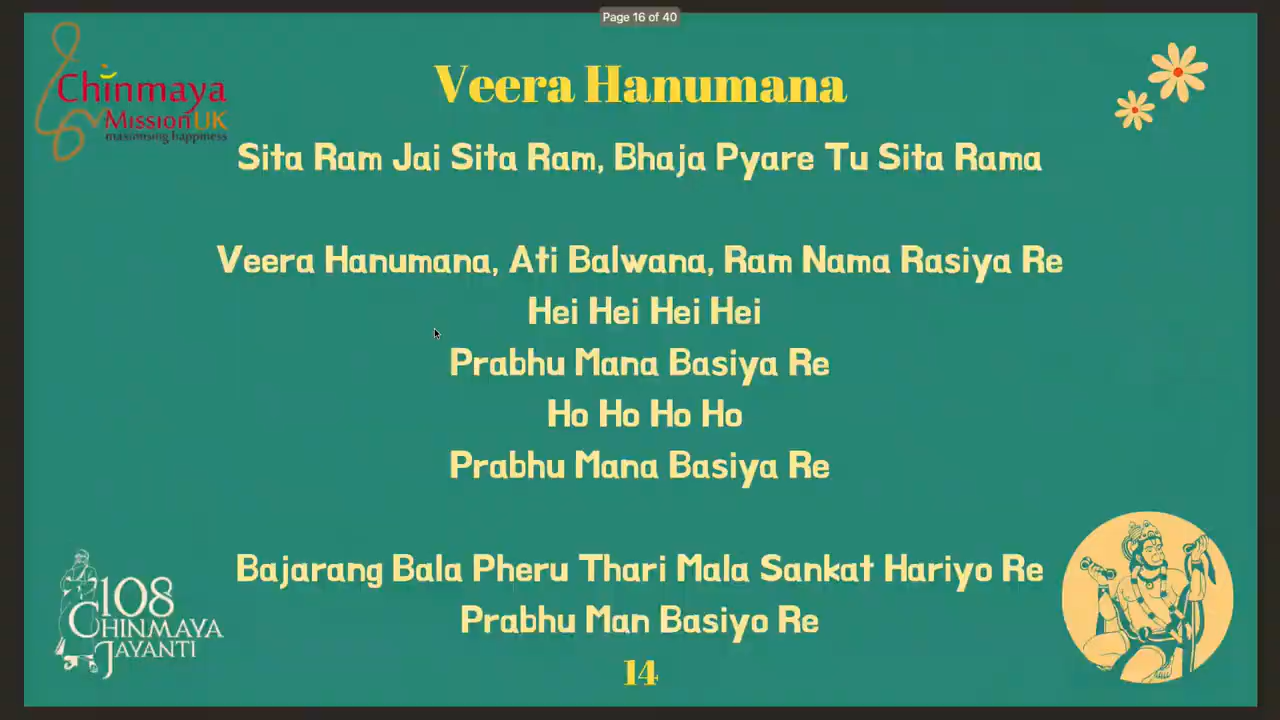 Page 16 of 40
Chinmaya
Mission UK
maximising happiness
Veera Hanumana
Sita Ram Jai Sita Ram, Bhaja Pyare Tu Sita Rama
Veera Hanumana, Ati Balwana, Ram Nama Rasiya Re
Hei Hei Hei Hei
Prabhu Mana Basiya Re
Ho Ho Ho Ho
Prabhu Mana Basiya Re
Bajarang Bala Pheru Thari Mala Sankat Hariyo Re
Prabhu Man Basiyo Re
108
Chinmaya
Jayanti
14